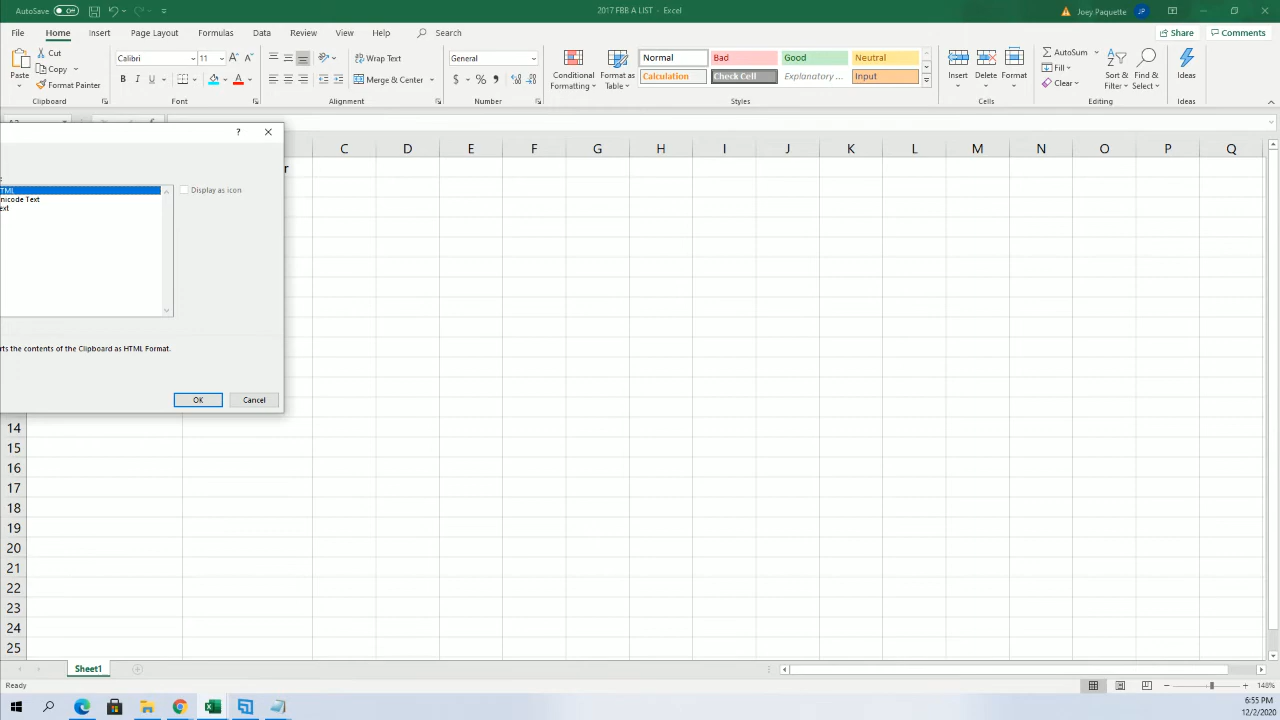 AutoSave Off 2017 FBB A LIST - Excel Joey Paquette JP
File Home Insert Page Layout Formulas Data Review View Help Search Share Comments
Paste Cut Copy Format Painter Clipboard
Calibri 11 B I U A Font
Wrap Text Merge & Center Alignment
General $ % Number
Conditional Formatting Format as Table
Normal Bad Good Neutral
Calculation Check Cell Explanatory ... Input
Styles
Insert Delete Format Cells
AutoSum Fill Clear Sort & Filter Find & Select Editing
Ideas Ideas
? ×
C D E F G H I J K L M N O P Q
r
TML
nicode Text
ext
Display as icon
rts the contents of the Clipboard as HTML Format.
OK Cancel
14
15
16
17
18
19
20
21
22
23
24
25
Sheet1
Ready 148%
6:55 PM
12/2/2020